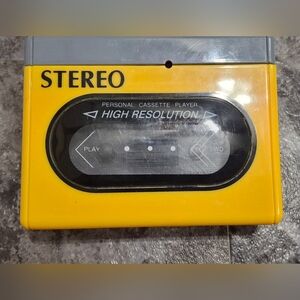 STEREO
PERSONAL CASSETTE PLAYER
HIGH RESOLUTION
PLAY